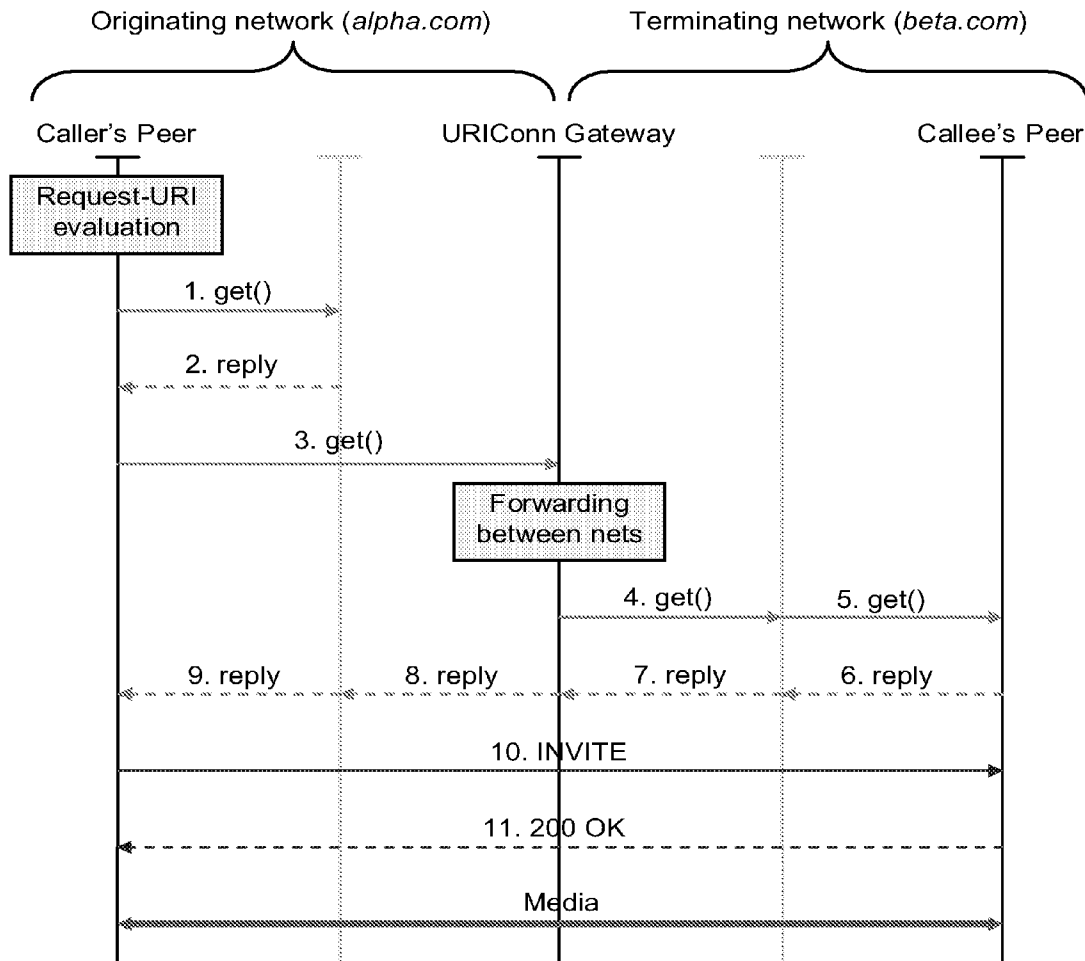 Originating network (alpha.com)
Terminating network (beta.com)
Caller's Peer
URIConn Gateway
Callee's Peer
Request-URI
evaluation
1. get()
2. reply
3. get()
Forwarding
between nets
4. get()
5. get()
9. reply
8. reply
7. reply
6. reply
10. INVITE
11. 200 OK
Media